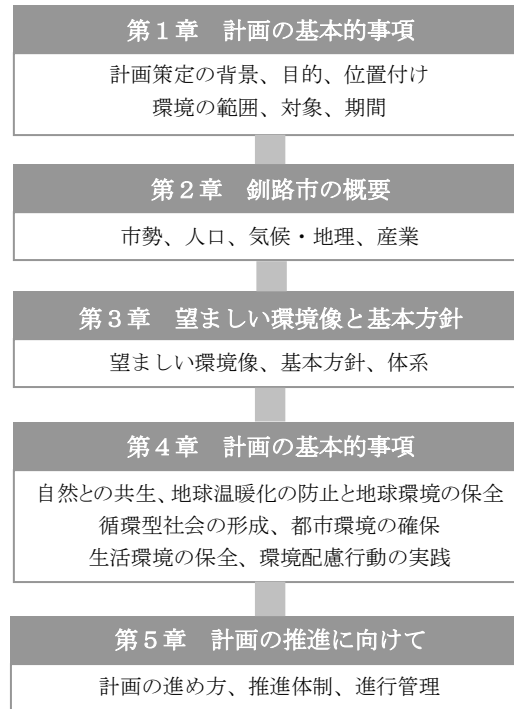 第１章　計画の基本的事項
計画策定の背景、目的、位置付け
環境の範囲、対象、期間
第２章　釧路市の概要
市勢、人口、気候・地理、産業
第３章　望ましい環境像と基本方針
望ましい環境像、基本方針、体系
第４章　計画の基本的事項
自然との共生、地球温暖化の防止と地球環境の保全
循環型社会の形成、都市環境の確保
生活環境の保全、環境配慮行動の実践
第５章　計画の推進に向けて
計画の進め方、推進体制、進行管理